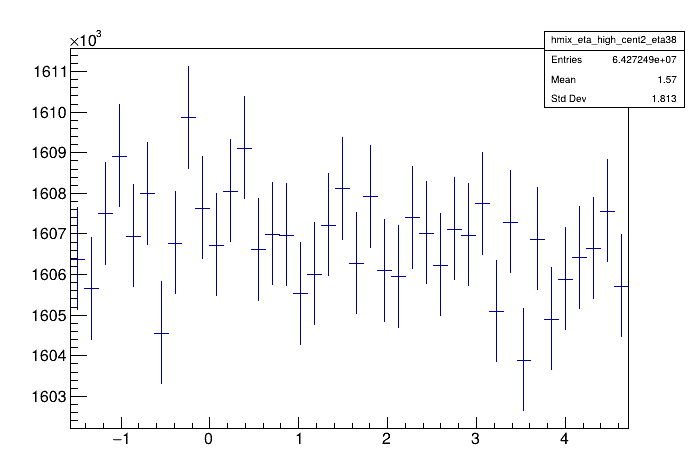 ×10³
hmix_eta_high_cent2_eta38
Entries 6.427249e+07
Mean 1.57
Std Dev 1.813
1611
1610
1609
1608
1607
1606
1605
1604
1603
−1 0 1 2 3 4